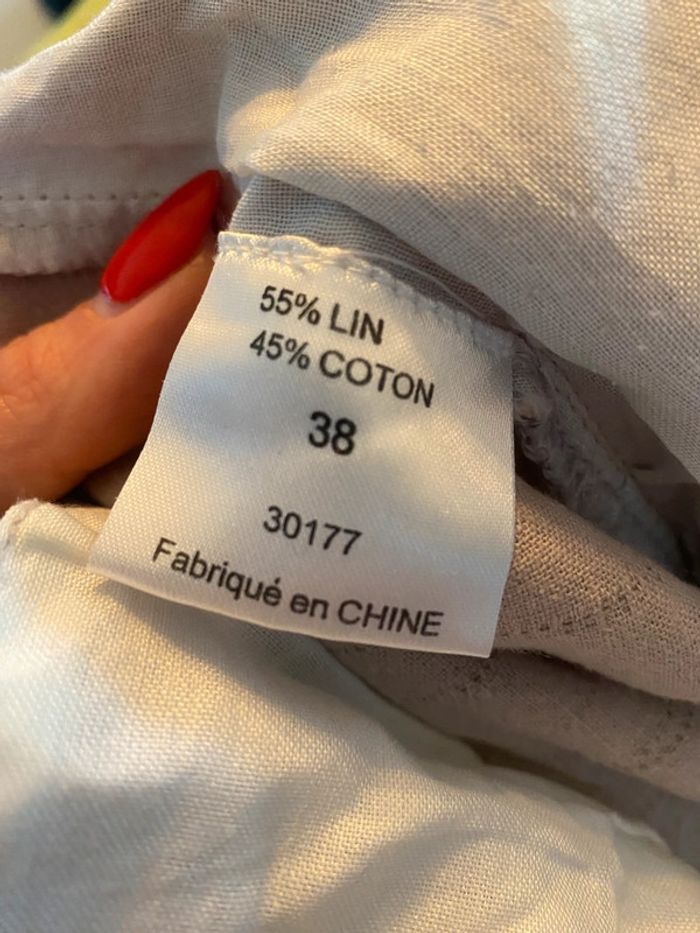 55% LIN
45% COTON
38
30177
Fabriqué en CHINE